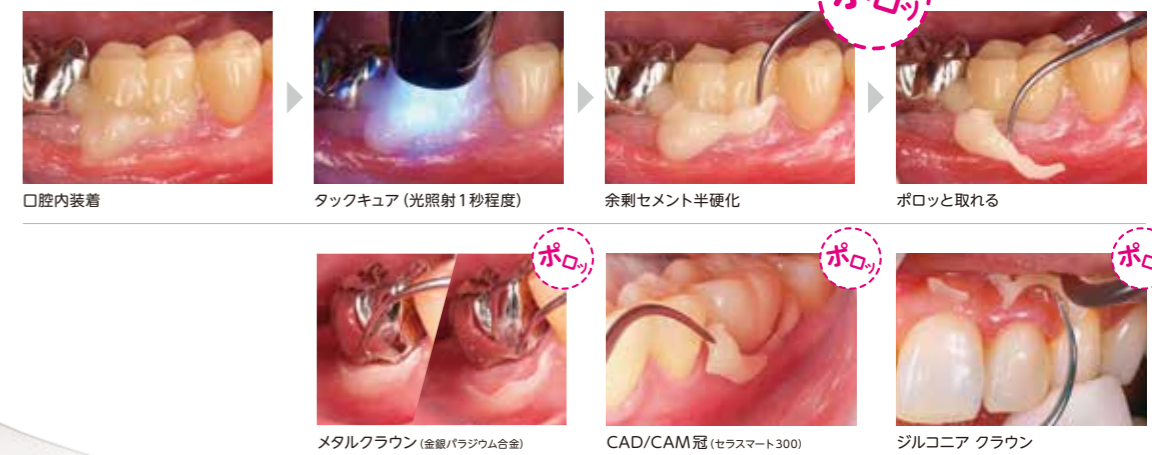 ポロッ
口腔内装着
タックキュア（光照射1秒程度）
余剰セメント半硬化
ポロッと取れる
ポロッ
ポロッ
ポロ
メタルクラウン（金銀パラジウム合金）
CAD/CAM冠（セラスマート300）
ジルコニア クラウン